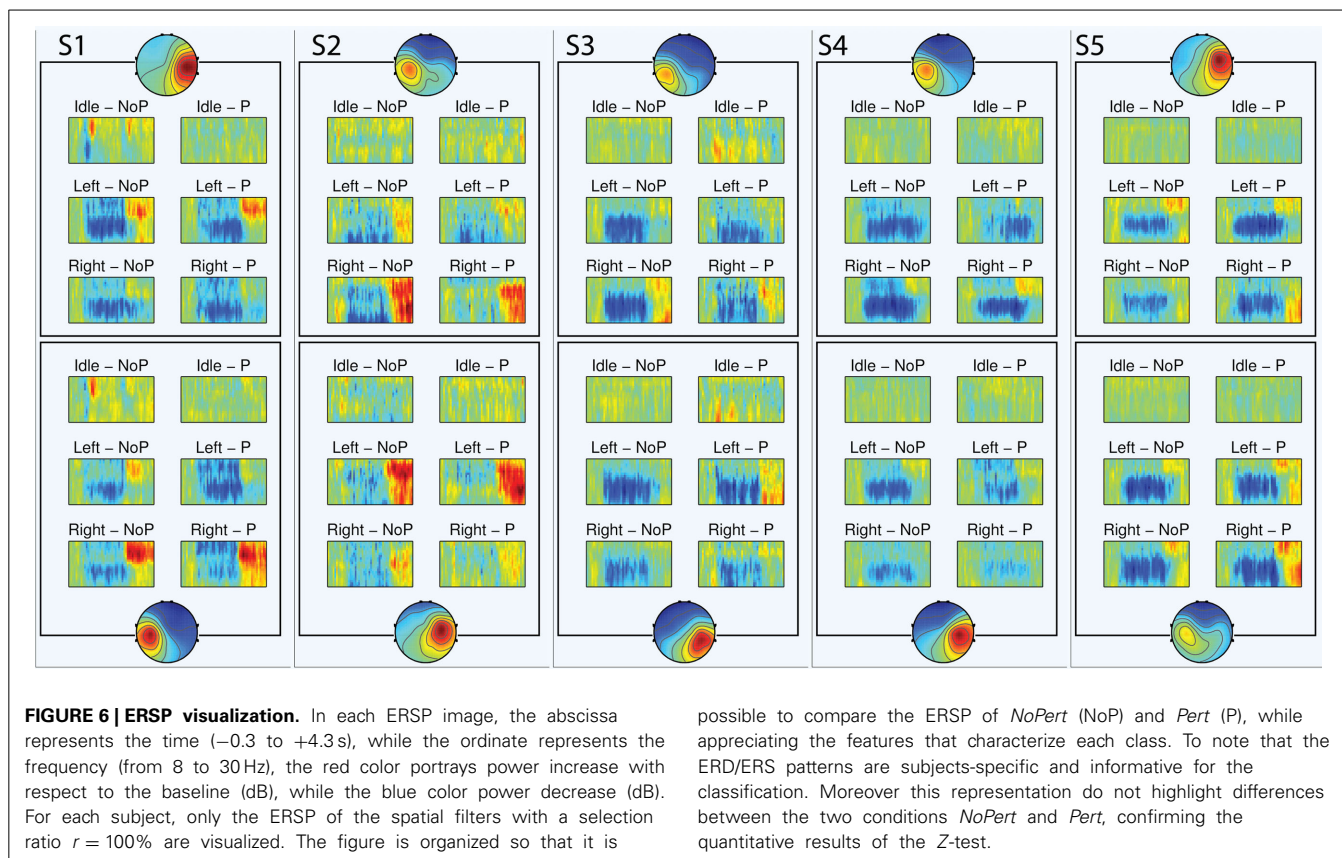 S1 S2 S3 S4 S5
Idle – NoP Idle – P Idle – NoP Idle – P Idle – NoP Idle – P Idle – NoP Idle – P Idle – NoP Idle – P
Left – NoP Left – P Left – NoP Left – P Left – NoP Left – P Left – NoP Left – P Left – NoP Left – P
Right – NoP Right – P Right – NoP Right – P Right – NoP Right – P Right – NoP Right – P Right – NoP Right – P
Idle – NoP Idle – P Idle – NoP Idle – P Idle – NoP Idle – P Idle – NoP Idle – P Idle – NoP Idle – P
Left – NoP Left – P Left – NoP Left – P Left – NoP Left – P Left – NoP Left – P Left – NoP Left – P
Right – NoP Right – P Right – NoP Right – P Right – NoP Right – P Right – NoP Right – P Right – NoP Right – P
FIGURE 6 | ERSP visualization. In each ERSP image, the abscissa
represents the time (−0.3 to +4.3 s), while the ordinate represents the
frequency (from 8 to 30 Hz), the red color portrays power increase with
respect to the baseline (dB), while the blue color power decrease (dB).
For each subject, only the ERSP of the spatial filters with a selection
ratio r = 100% are visualized. The figure is organized so that it is
possible to compare the ERSP of NoPert (NoP) and Pert (P), while
appreciating the features that characterize each class. To note that the
ERD/ERS patterns are subjects-specific and informative for the
classification. Moreover this representation do not highlight differences
between the two conditions NoPert and Pert, confirming the
quantitative results of the Z-test.